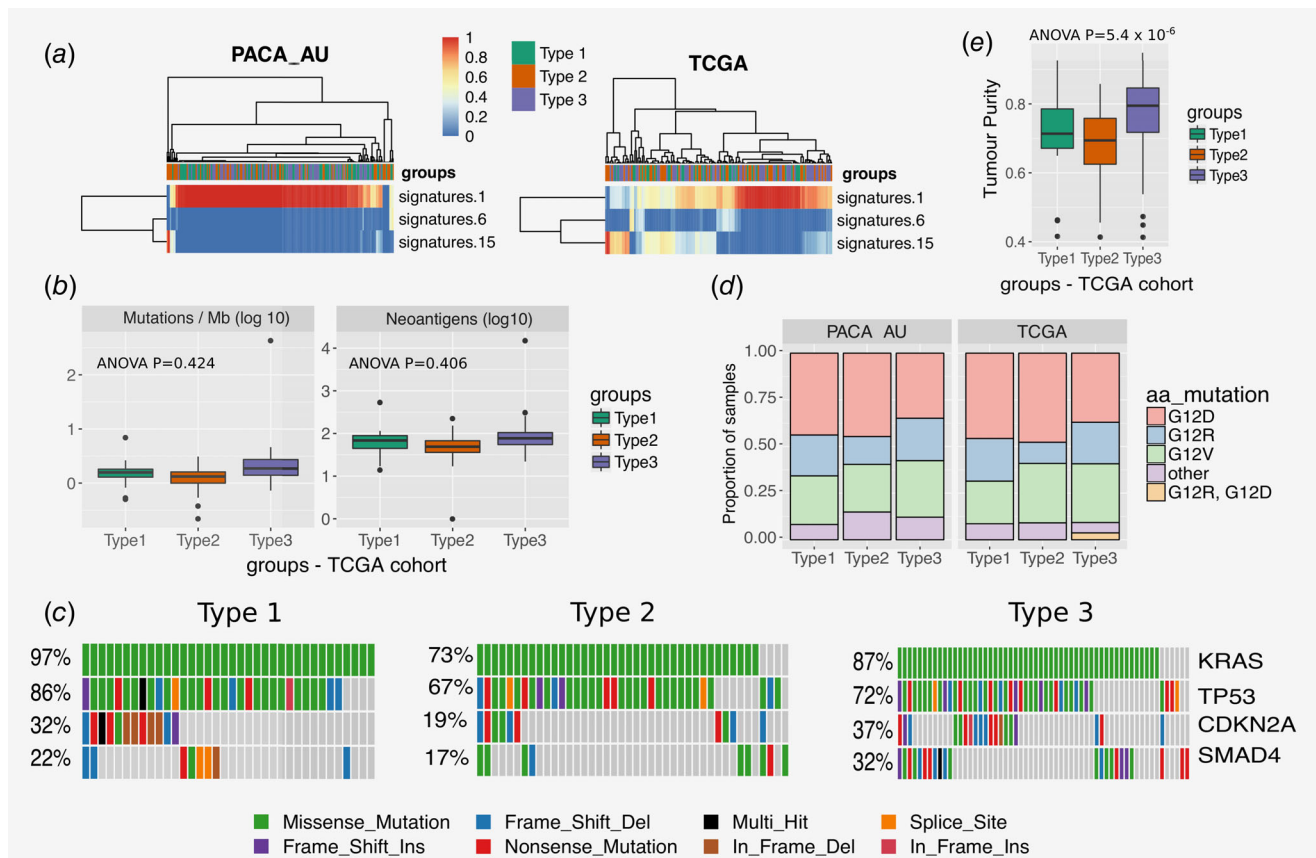 (a)
PACA_AU
1
0.8
0.6
0.4
0.2
0
Type 1
Type 2
Type 3
TCGA
groups
signatures.1
signatures.6
signatures.15
groups
signatures.1
signatures.6
signatures.15
(e)
ANOVA P=5.4 x 10-6
Tumour Purity
0.8
0.6
0.4
Type1 Type2 Type3
groups - TCGA cohort
groups
Type1
Type2
Type3
(b)
Mutations / Mb (log 10)
ANOVA P=0.424
2
1
0
Type1 Type2 Type3
Neoantigens (log10)
ANOVA P=0.406
4
3
2
1
0
Type1 Type2 Type3
groups - TCGA cohort
groups
Type1
Type2
Type3
(d)
PACA AU
TCGA
Proportion of samples
1.00
0.75
0.50
0.25
0.00
Type1 Type2 Type3
Type1 Type2 Type3
aa_mutation
G12D
G12R
G12V
other
G12R, G12D
(c)
Type 1
97%
86%
32%
22%
Type 2
73%
67%
19%
17%
Type 3
87%
72%
37%
32%
KRAS
TP53
CDKN2A
SMAD4
Missense_Mutation
Frame_Shift_Del
Multi_Hit
Splice_Site
Frame_Shift_Ins
Nonsense_Mutation
In_Frame_Del
In_Frame_Ins